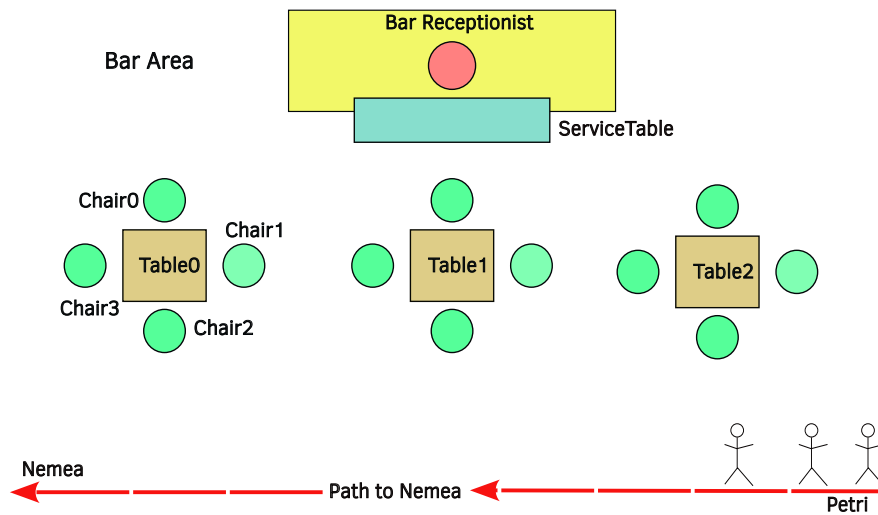 Bar Receptionist
Bar Area
ServiceTable
Chair0
Chair1
Table0
Table1
Table2
Chair3
Chair2
Nemea
Path to Nemea
Petri